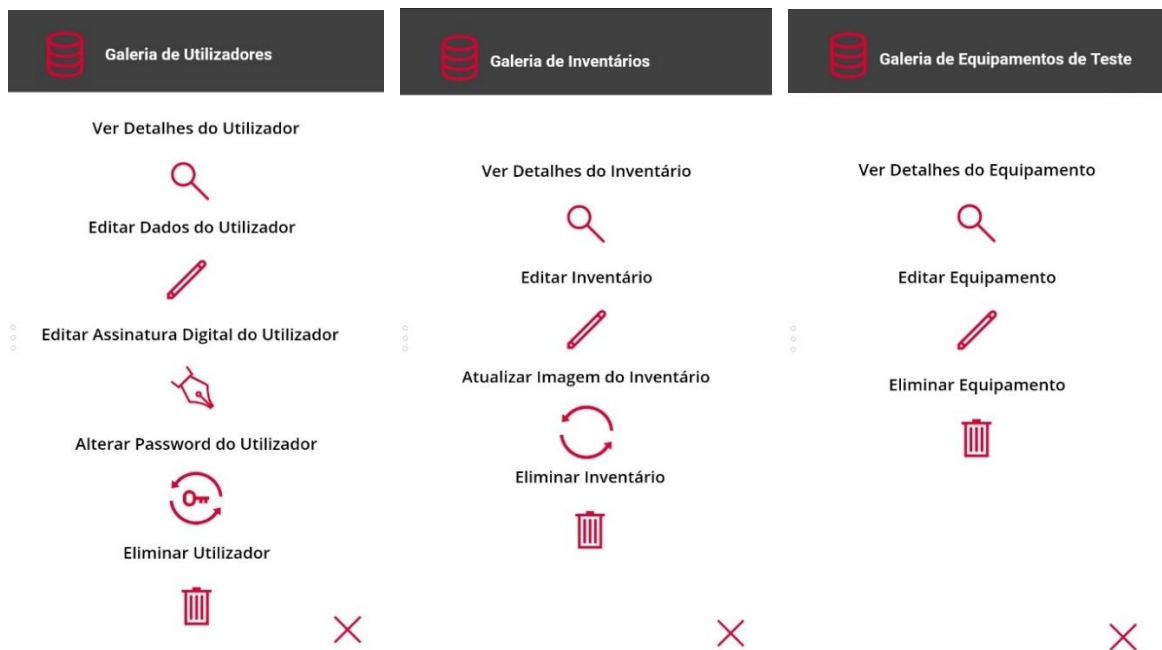 Galeria de Utilizadores
Ver Detalhes do Utilizador
Editar Dados do Utilizador
Editar Assinatura Digital do Utilizador
Alterar Password do Utilizador
Eliminar Utilizador
Galeria de Inventários
Ver Detalhes do Inventário
Editar Inventário
Atualizar Imagem do Inventário
Eliminar Inventário
Galeria de Equipamentos de Teste
Ver Detalhes do Equipamento
Editar Equipamento
Eliminar Equipamento